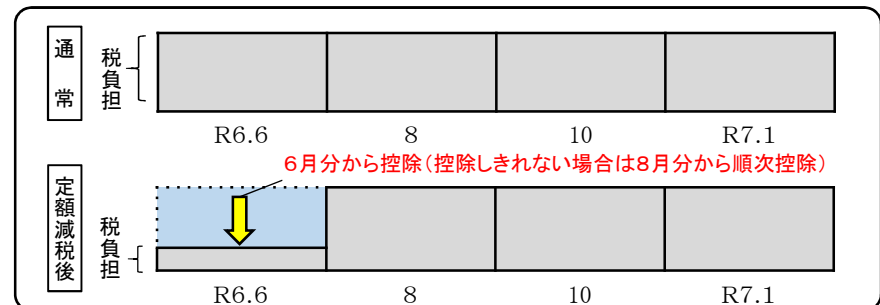 通常
税負担
R6.6
8
10
R7.1
6月分から控除(控除しきれない場合は8月分から順次控除)
定額減税後
税負担
R6.6
8
10
R7.1